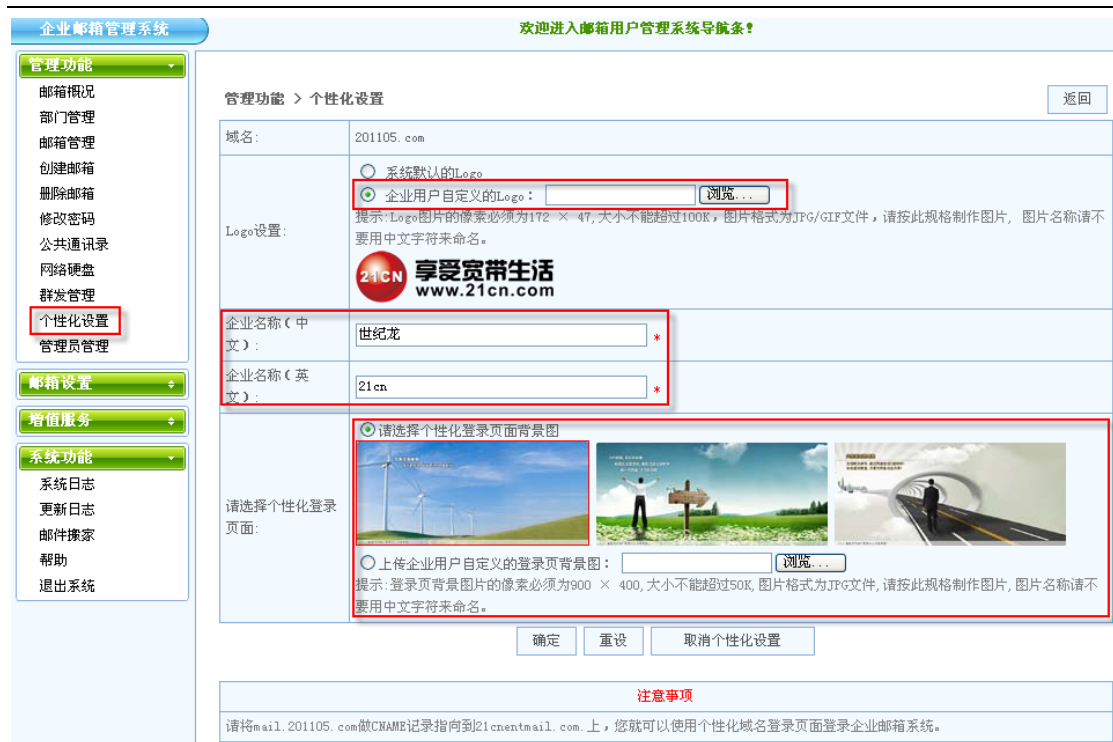 企业邮箱管理系统
欢迎进入邮箱用户管理系统导航条!
管理功能
邮箱概况
部门管理
邮箱管理
创建邮箱
删除邮箱
修改密码
公共通讯录
网络硬盘
群发管理
个性化设置
管理员管理
邮箱设置
增值服务
系统功能
系统日志
更新日志
邮件搬家
帮助
退出系统
管理功能 > 个性化设置
返回
域名:
201105.com
Logo设置:
系统默认的Logo
企业用户自定义的Logo:
浏览...
提示:Logo图片的像素必须为172 × 47,大小不能超过100K,图片格式为JPG/GIF文件,请按此规格制作图片, 图片名称请不
要用中文字符来命名。
21CN 享受宽带生活
www.21cn.com
企业名称(中
文):
世纪龙
*
企业名称(英
文):
21cn
*
请选择个性化登录
页面:
请选择个性化登录页面背景图
上传企业用户自定义的登录页背景图:
浏览...
提示:登录页背景图片的像素必须为900 × 400,大小不能超过50K,图片格式为JPG文件,请按此规格制作图片,图片名称请不
要用中文字符来命名。
确定
重设
取消个性化设置
注意事项
请将mail.201105.com做CNAME记录指向到21cnentmail.com.上,您就可以使用个性化域名登录页面登录企业邮箱系统。